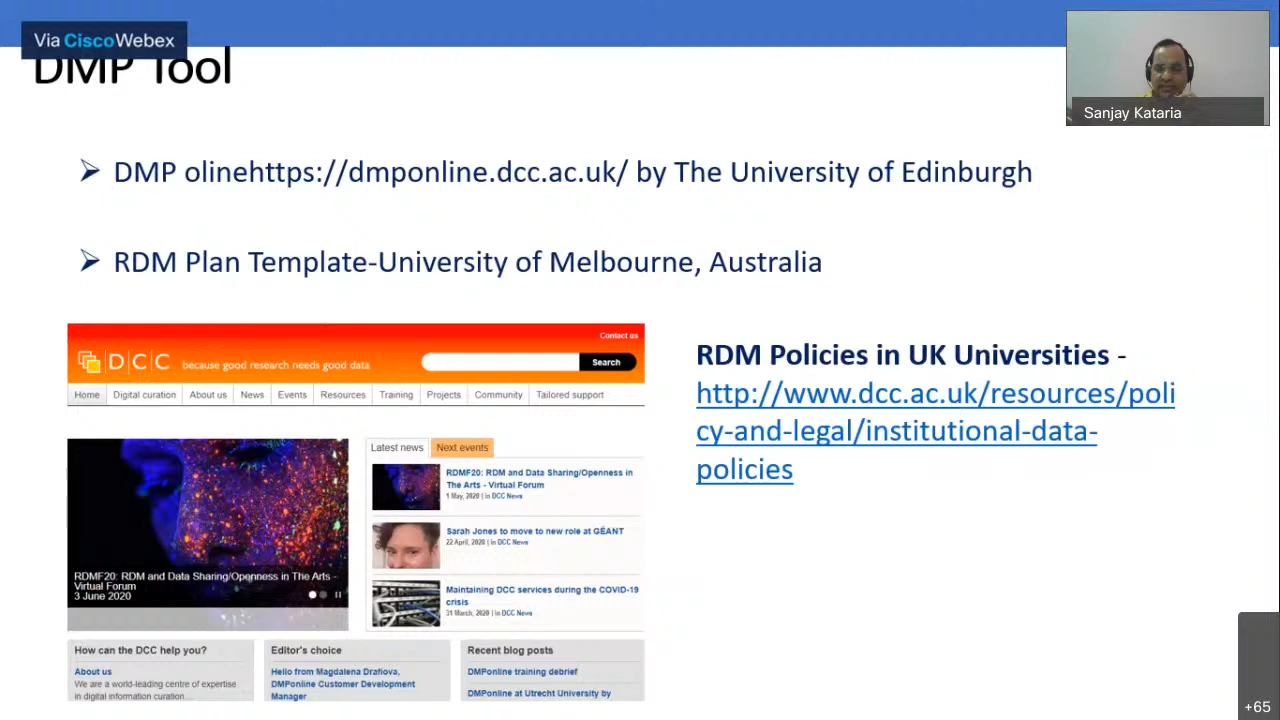 Via CiscoWebex
DMP Tool
Sanjay Kataria
DMP olinehttps://dmponline.dcc.ac.uk/ by The University of Edinburgh
RDM Plan Template-University of Melbourne, Australia
Contact us
DCC because good research needs good data
Search
Home Digital curation About us News Events Resources Training Projects Community Tailored support
RDMF20: RDM and Data Sharing/Openness in The Arts -
Virtual Forum
3 June 2020
Latest news Next events
RDMF20: RDM and Data Sharing/Openness in
The Arts - Virtual Forum
1 May, 2020 | in DCC News
Sarah Jones to move to new role at GÉANT
22 April, 2020 | in DCC News
Maintaining DCC services during the COVID-19
crisis
31 March, 2020 | in DCC News
How can the DCC help you?
About us
We are a world-leading centre of expertise
in digital information curation...
Editor's choice
Hello from Magdalena Drafiova,
DMPonline Customer Development
Manager
Recent blog posts
DMPonline training debrief
DMPonline at Utrecht University by
RDM Policies in UK Universities -
http://www.dcc.ac.uk/resources/poli
cy-and-legal/institutional-data-
policies
+65